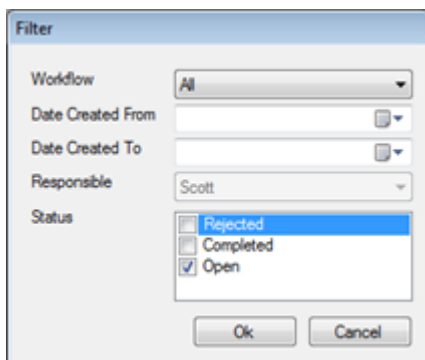 Filter
Workflow All
Date Created From
Date Created To
Responsible Scott
Status Rejected
Completed
Open
Ok Cancel